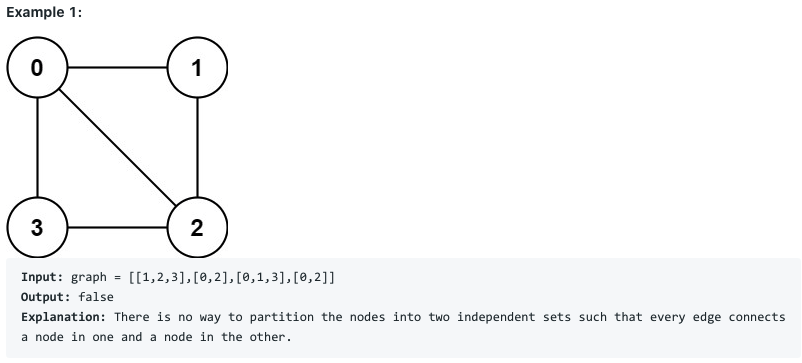 Example 1:
0 1
3 2
Input: graph = [[1,2,3],[0,2],[0,1,3],[0,2]]
Output: false
Explanation: There is no way to partition the nodes into two independent sets such that every edge connects
a node in one and a node in the other.